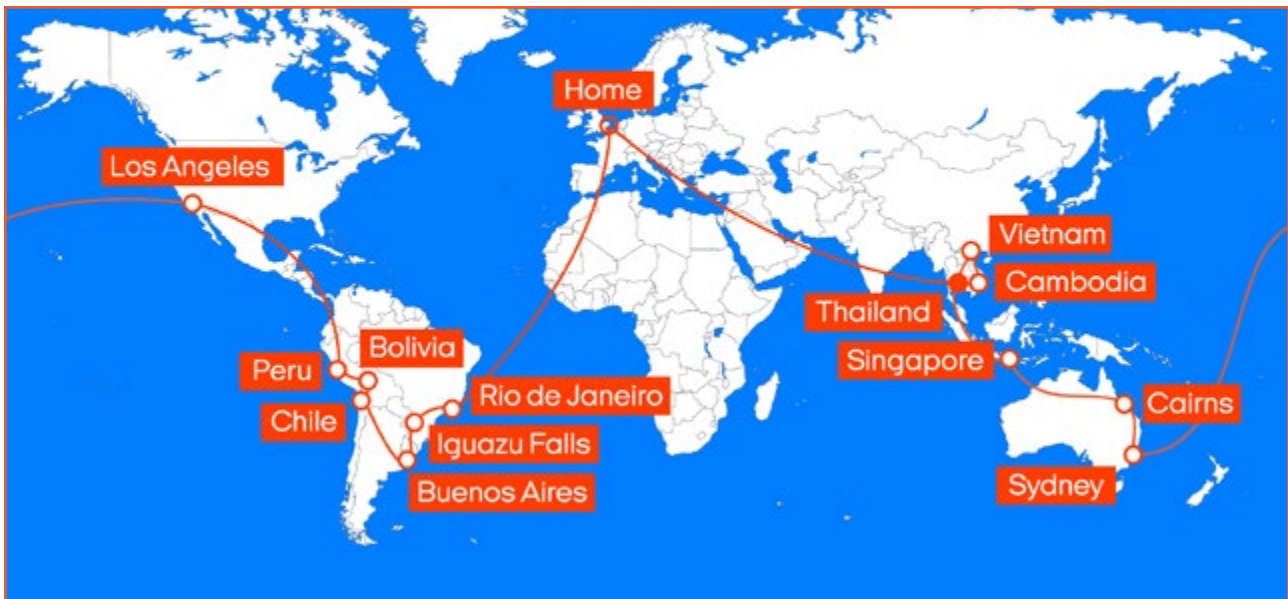 Home
Los Angeles
Vietnam
Cambodia
Thailand
Bolivia
Singapore
Peru
Rio de Janeiro
Cairns
Chile
Iguazu Falls
Sydney
Buenos Aires